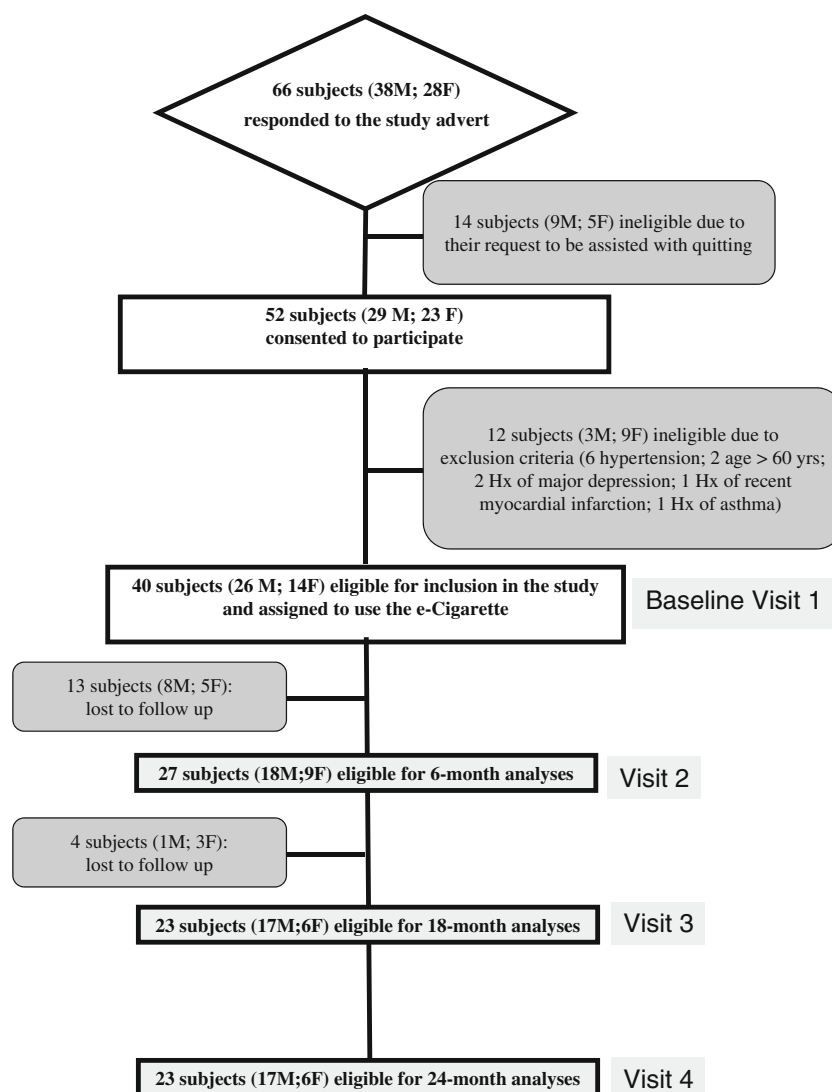 66 subjects (38M; 28F)
responded to the study advert
14 subjects (9M; 5F) ineligible due to
their request to be assisted with quitting
52 subjects (29 M; 23 F)
consented to participate
12 subjects (3M; 9F) ineligible due to
exclusion criteria (6 hypertension; 2 age > 60 yrs;
2 Hx of major depression; 1 Hx of recent
myocardial infarction; 1 Hx of asthma)
40 subjects (26 M; 14F) eligible for inclusion in the study
and assigned to use the e-Cigarette
Baseline Visit 1
13 subjects (8M; 5F):
lost to follow up
27 subjects (18M;9F) eligible for 6-month analyses
Visit 2
4 subjects (1M; 3F):
lost to follow up
23 subjects (17M;6F) eligible for 18-month analyses
Visit 3
23 subjects (17M;6F) eligible for 24-month analyses
Visit 4